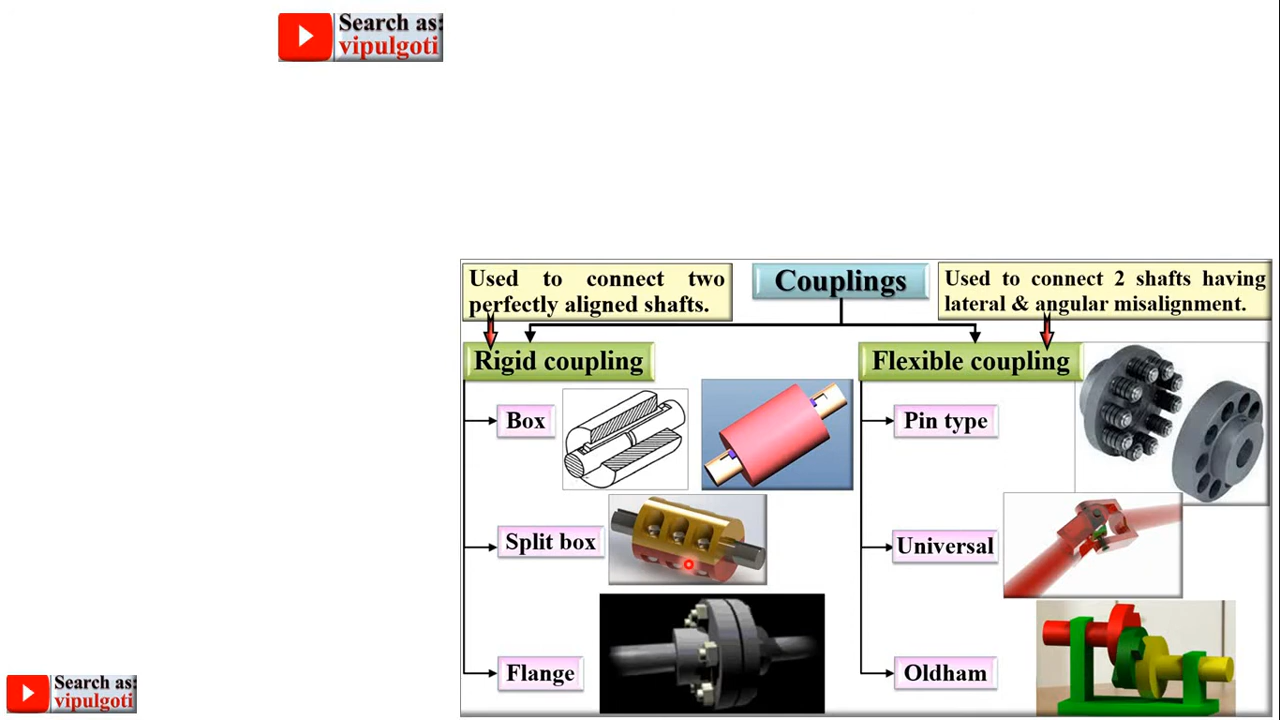 Search as:
vipulgoti
Used to connect two
perfectly aligned shafts.
Couplings
Used to connect 2 shafts having
lateral & angular misalignment.
Rigid coupling
Flexible coupling
Box
Pin type
Split box
Universal
Flange
Oldham
Search as:
vipulgoti